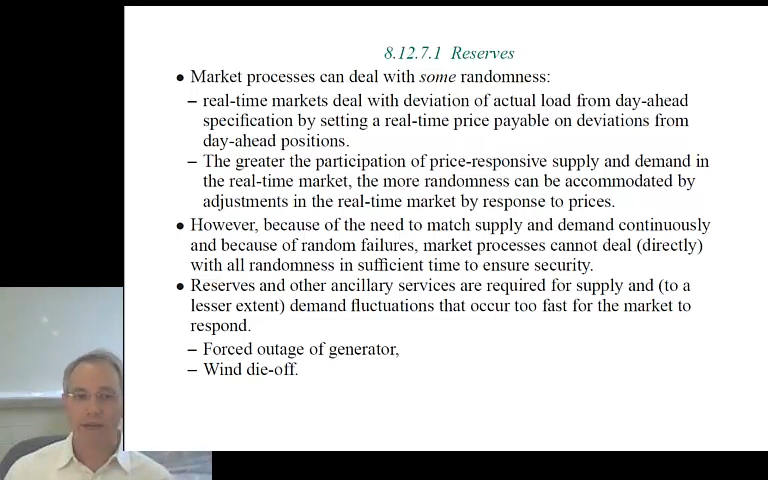 8.12.7.1 Reserves
● Market processes can deal with some randomness:
– real-time markets deal with deviation of actual load from day-ahead
specification by setting a real-time price payable on deviations from
day-ahead positions.
– The greater the participation of price-responsive supply and demand in
the real-time market, the more randomness can be accommodated by
adjustments in the real-time market by response to prices.
● However, because of the need to match supply and demand continuously
and because of random failures, market processes cannot deal (directly)
with all randomness in sufficient time to ensure security.
● Reserves and other ancillary services are required for supply and (to a
lesser extent) demand fluctuations that occur too fast for the market to
respond.
– Forced outage of generator,
– Wind die-off.